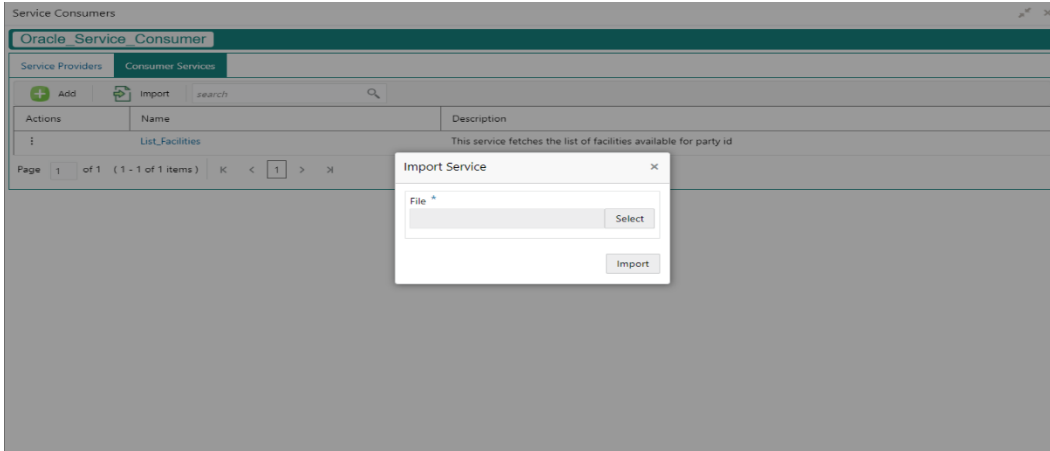 Service Consumers
Oracle_Service_Consumer
Service Providers Consumer Services
Add Import search
Actions Name Description
List_Facilities This service fetches the list of facilities available for party id
Page 1 of 1 (1 - 1 of 1 items) 1
Import Service
File *
Select
Import